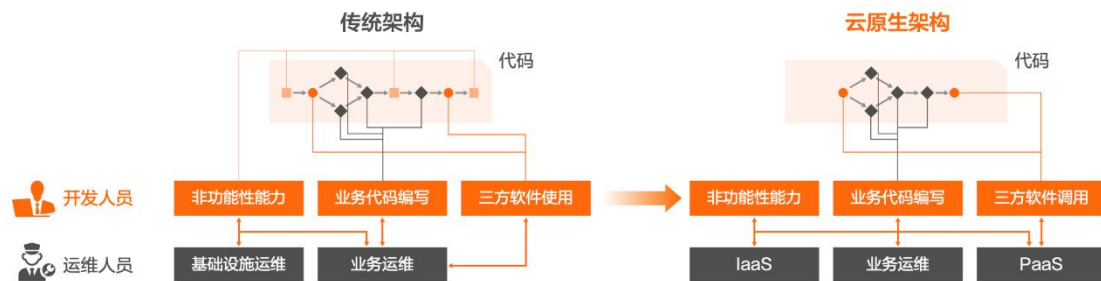 传统架构
云原生架构
代码
代码
开发人员
非功能性能力
业务代码编写
三方软件使用
非功能性能力
业务代码编写
三方软件调用
运维人员
基础设施运维
业务运维
IaaS
业务运维
PaaS